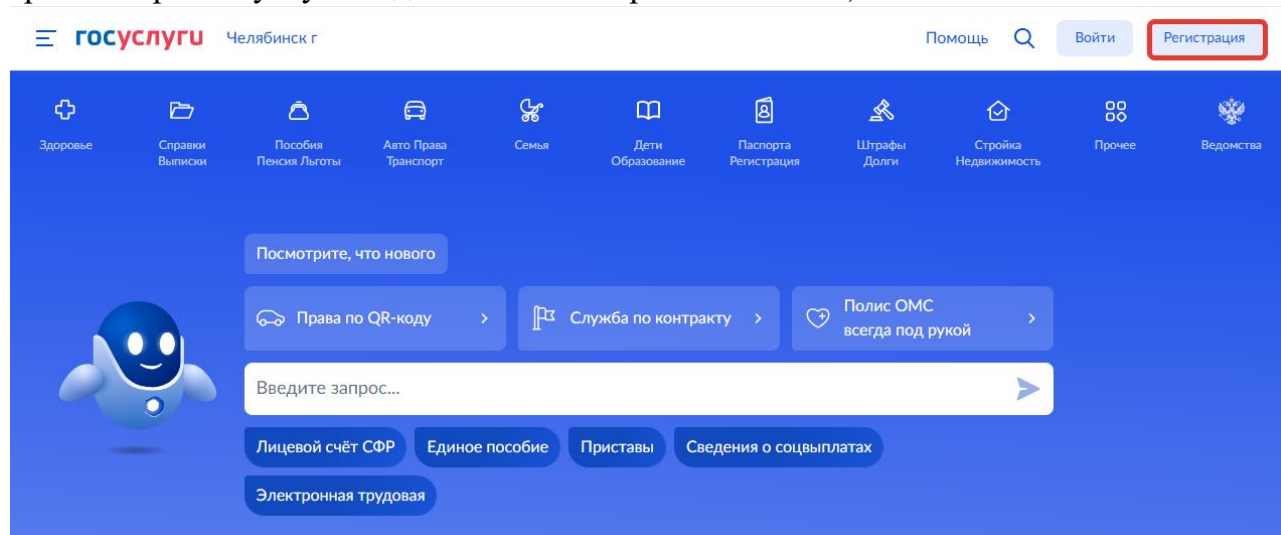 госуслуги Челябинск г Помощь Войти Регистрация
Здоровье
Справки
Выписки
Пособия
Пенсия Льготы
Авто Права
Транспорт
Семья
Дети
Образование
Паспорта
Регистрация
Штрафы
Долги
Стройка
Недвижимость
Прочее
Ведомства
Посмотрите, что нового
Права по QR-коду
Служба по контракту
Полис ОМС
всегда под рукой
Введите запрос...
Лицевой счёт СФР Единое пособие Приставы Сведения о соцвыплатах
Электронная трудовая